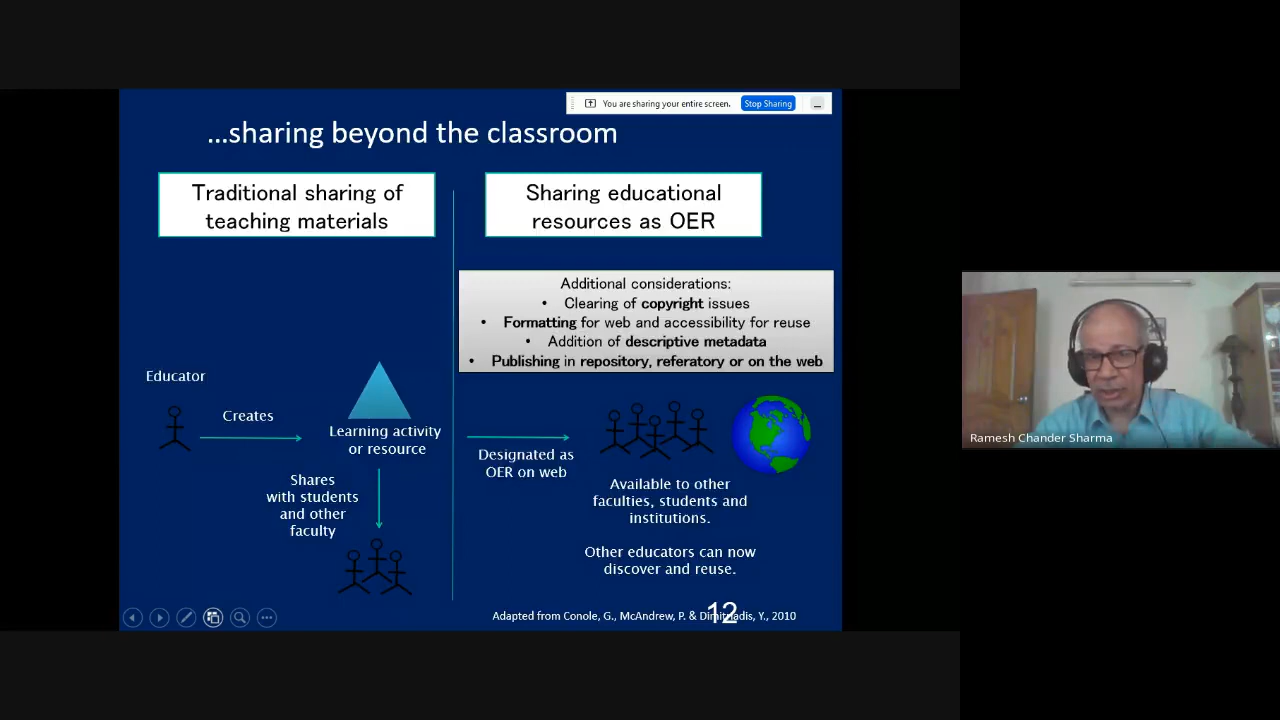 You are sharing your entire screen.
Stop Sharing
...sharing beyond the classroom
Traditional sharing of
teaching materials
Sharing educational
resources as OER
Additional considerations:
• Clearing of copyright issues
• Formatting for web and accessibility for reuse
• Addition of descriptive metadata
• Publishing in repository, referatory or on the web
Educator
Creates
Learning activity
or resource
Shares
with students
and other
faculty
Designated as
OER on web
Available to other
faculties, students and
institutions.
Other educators can now
discover and reuse.
Adapted from Conole, G., McAndrew, P. & Dimitriadis, Y., 2010
12
Ramesh Chander Sharma